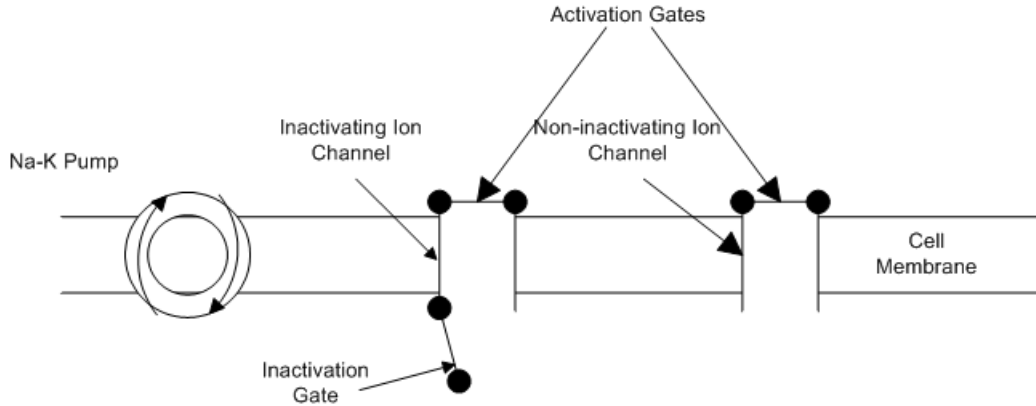 Activation Gates
Inactivating Ion
Channel
Non-inactivating Ion
Channel
Na-K Pump
Cell
Membrane
Inactivation
Gate